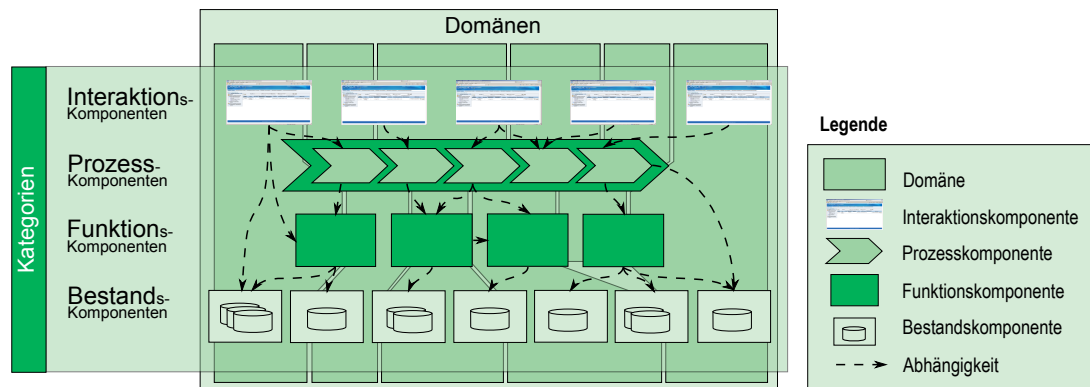 Domänen
Kategorien
Interaktions-
Komponenten
Prozess-
Komponenten
Funktions-
Komponenten
Bestands-
Komponenten
Legende
Domäne
Interaktionskomponente
Prozesskomponente
Funktionskomponente
Bestandskomponente
Abhängigkeit